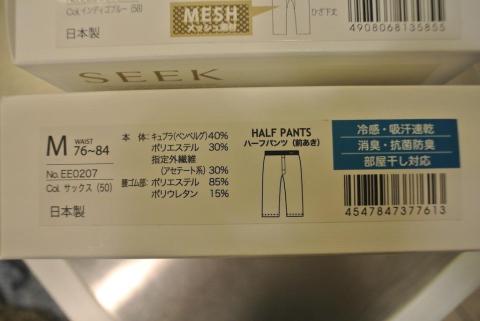 Col. インディゴブルー (58)
日本製
MESH
ひざ下丈
4908068135855
SEEK
M
WAIST
76~84
No. EE0207
Col. サックス (50)
日本製
本 体: キュプラ(ベンベルグ)40%
ポリエステル 30%
指定外繊維
(アセテート系) 30%
腰ゴム部: ポリエステル 85%
ポリウレタン 15%
HALF PANTS
ハーフパンツ (前あき)
冷感・吸汗速乾
消臭・抗菌防臭
部屋干し対応
4547847377613